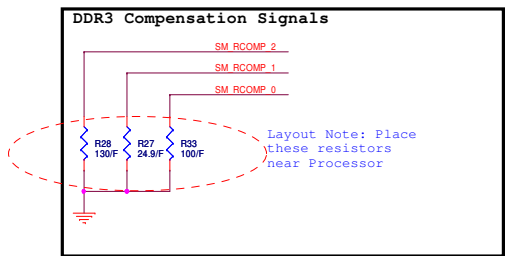 DDR3 Compensation Signals
SM_RCOMP_2
SM_RCOMP_1
SM_RCOMP_0
R28
130/F
R27
24.9/F
R33
100/F
Layout Note: Place
these resistors
near Processor